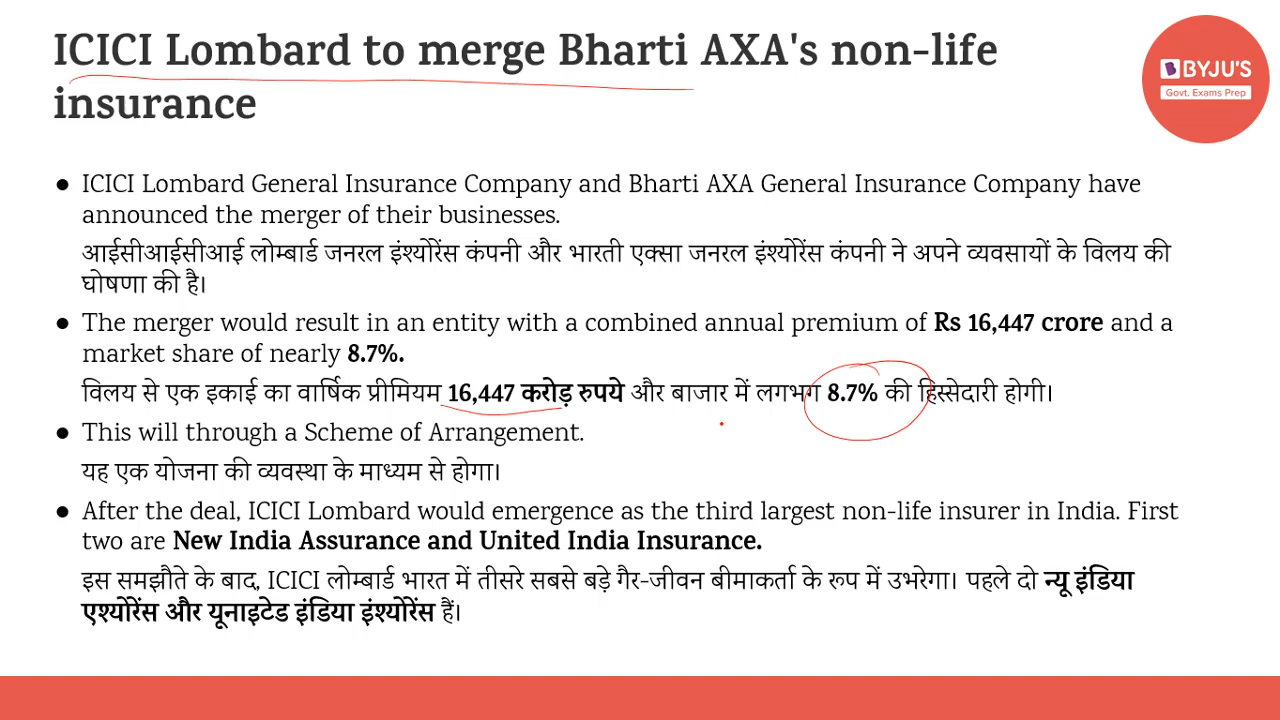 ICICI Lombard to merge Bharti AXA's non-life
insurance
BYJU'S
Govt. Exams Prep
● ICICI Lombard General Insurance Company and Bharti AXA General Insurance Company have
announced the merger of their businesses.
आईसीआईसीआई लोम्बार्ड जनरल इंश्योरेंस कंपनी और भारती एक्सा जनरल इंश्योरेंस कंपनी ने अपने व्यवसायों के विलय की
घोषणा की है।
● The merger would result in an entity with a combined annual premium of Rs 16,447 crore and a
market share of nearly 8.7%.
विलय से एक इकाई का वार्षिक प्रीमियम 16,447 करोड़ रुपये और बाजार में लगभग 8.7% की हिस्सेदारी होगी।
● This will through a Scheme of Arrangement.
यह एक योजना की व्यवस्था के माध्यम से होगा।
● After the deal, ICICI Lombard would emergence as the third largest non-life insurer in India. First
two are New India Assurance and United India Insurance.
इस समझौते के बाद, ICICI लोम्बार्ड भारत में तीसरे सबसे बड़े गैर-जीवन बीमाकर्ता के रूप में उभरेगा। पहले दो न्यू इंडिया
एश्योरेंस और यूनाइटेड इंडिया इंश्योरेंस हैं।